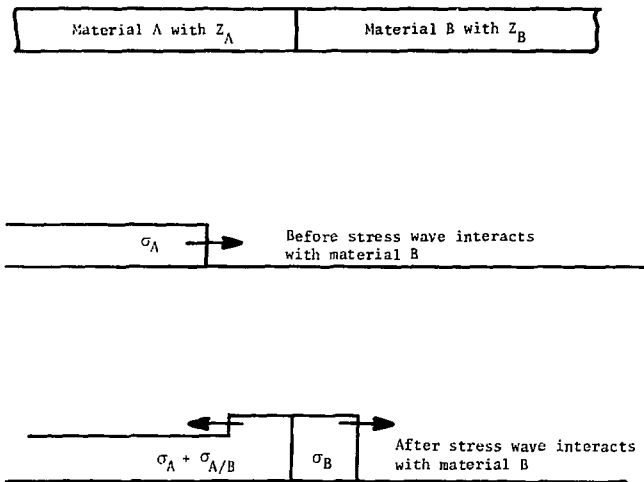 Material A with Z_A
Material B with Z_B
σ_A
Before stress wave interacts
with material B
σ_A + σ_A/B
σ_B
After stress wave interacts
with material B